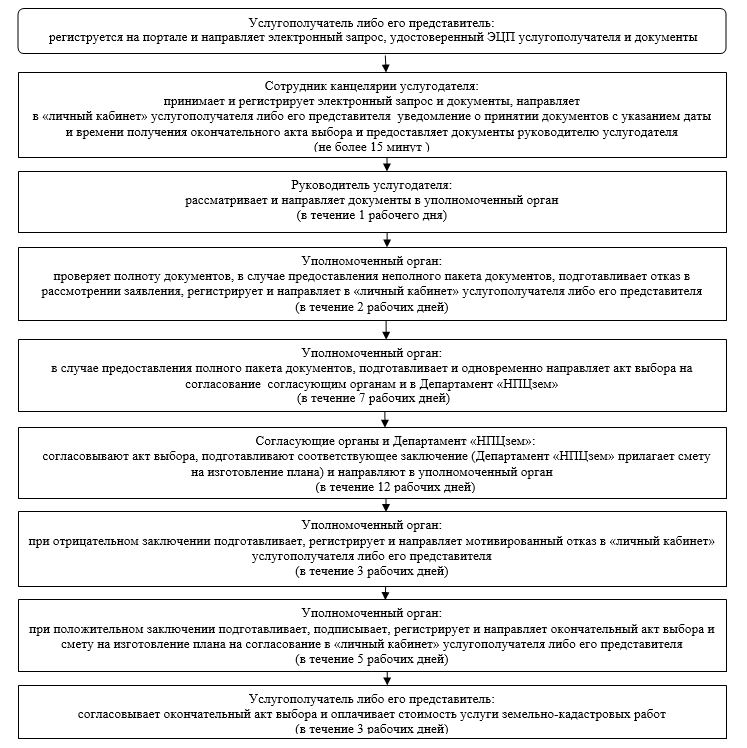 Услугополучатель либо его представитель:
региструется на портале и направляет электронный запрос, удостоверенный ЭЦП услугополучателя и документы
Сотрудник канцелярии услугодателя:
принимает и регистрирует электронный запрос и документы, направляет
в «личный кабинет» услугополучателя либо его представителя уведомление о принятии документов с указанием даты
и времени получения окончательного акта выбора и предоставляет документы руководителю услугодателя
(не более 15 минут )
Руководитель услугодателя:
рассматривает и направляет документы в уполномоченный орган
(в течение 1 рабочего дня)
Уполномоченный орган:
проверяет полноту документов, в случае предоставления неполного пакета документов, подготавливает отказ в
рассмотрении заявления, регистрирует и направляет в «личный кабинет» услугополучателя либо его представителя
(в течение 2 рабочих дней)
Уполномоченный орган:
в случае предоставления полного пакета документов, подготавливает и одновременно направляет акт выбора на
согласование согласующим органам и в Департамент «НПЦзем»
(в течение 7 рабочих дней)
Согласующие органы и Департамент «НПЦзем»:
согласовывают акт выбора, подготавливают соответствующее заключение (Департамент «НПЦзем» прилагает смету
на изготовление плана) и направляют в уполномоченный орган
(в течение 12 рабочих дней)
Уполномоченный орган:
при отрицательном заключении подготавливает, регистрирует и направляет мотивированный отказ в «личный кабинет»
услугополучателя либо его представителя
(в течение 3 рабочих дней)
Уполномоченный орган:
при положительном заключении подготавливает, подписывает, регистрирует и направляет окончательный акт выбора и
смету на изготовление плана на согласование в «личный кабинет» услугополучателя либо его представителя
(в течение 5 рабочих дней)
Услугополучатель либо его представитель:
согласовывает окончательный акт выбора и оплачивает стоимость услуги земельно-кадастровых работ
(в течение 3 рабочих дней)